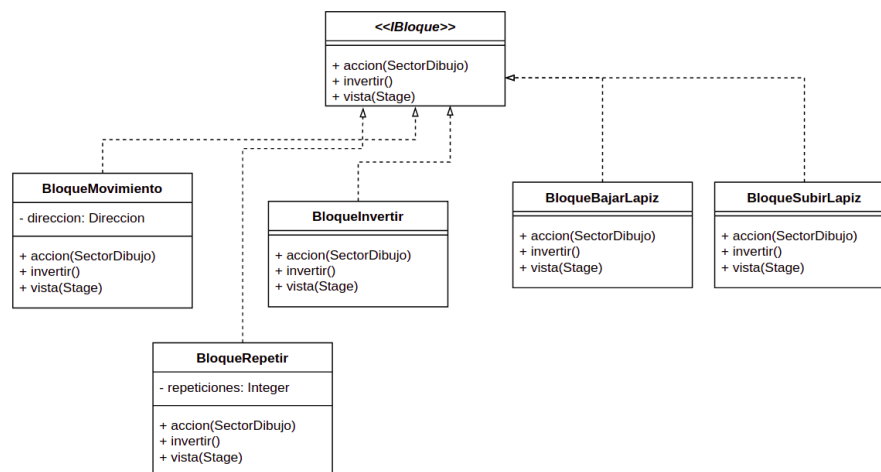 <<IBloque>>
+ accion(SectorDibujo)
+ invertir()
+ vista(Stage)
BloqueMovimiento
- direccion: Direccion
+ accion(SectorDibujo)
+ invertir()
+ vista(Stage)
BloqueInvertir
+ accion(SectorDibujo)
+ invertir()
+ vista(Stage)
BloqueBajarLapiz
+ accion(SectorDibujo)
+ invertir()
+ vista(Stage)
BloqueSubirLapiz
+ accion(SectorDibujo)
+ invertir()
+ vista(Stage)
BloqueRepetir
- repeticiones: Integer
+ accion(SectorDibujo)
+ invertir()
+ vista(Stage)